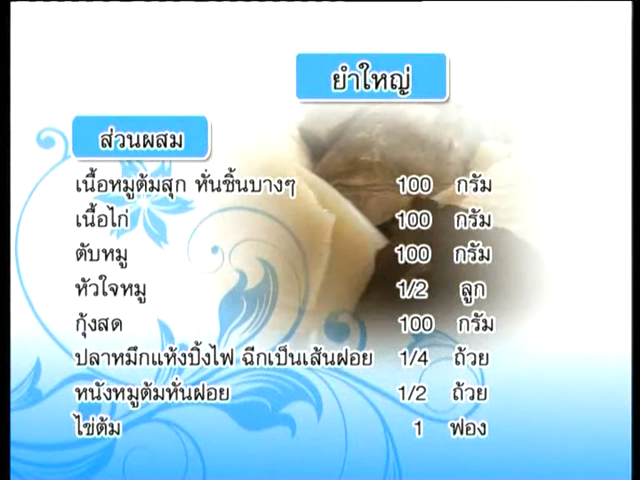 ยำใหญ่
ส่วนผสม
เนื้อหมูต้มสุก หั่นชิ้นบางๆ 100 กรัม
เนื้อไก่ 100 กรัม
ตับหมู 100 กรัม
หัวใจหมู 1/2 ลูก
กุ้งสด 100 กรัม
ปลาหมึกแห้งปิ้งไฟ ฉีกเป็นเส้นฝอย 1/4 ถ้วย
หนังหมูต้มหั่นฝอย 1/2 ถ้วย
ไข่ต้ม 1 ฟอง